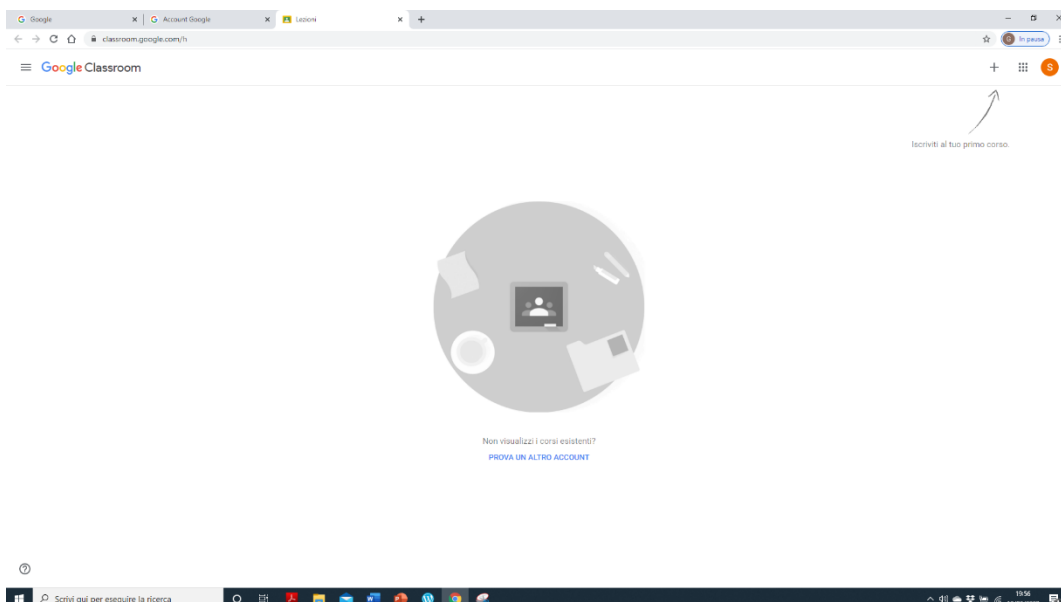 Google
Account Google
Lezioni
classroom.google.com/h
In pausa
Google Classroom
S
Iscriviti al tuo primo corso.
Non visualizzi i corsi esistenti?
PROVA UN ALTRO ACCOUNT
Scrivi qui per eseguire la ricerca
19:56